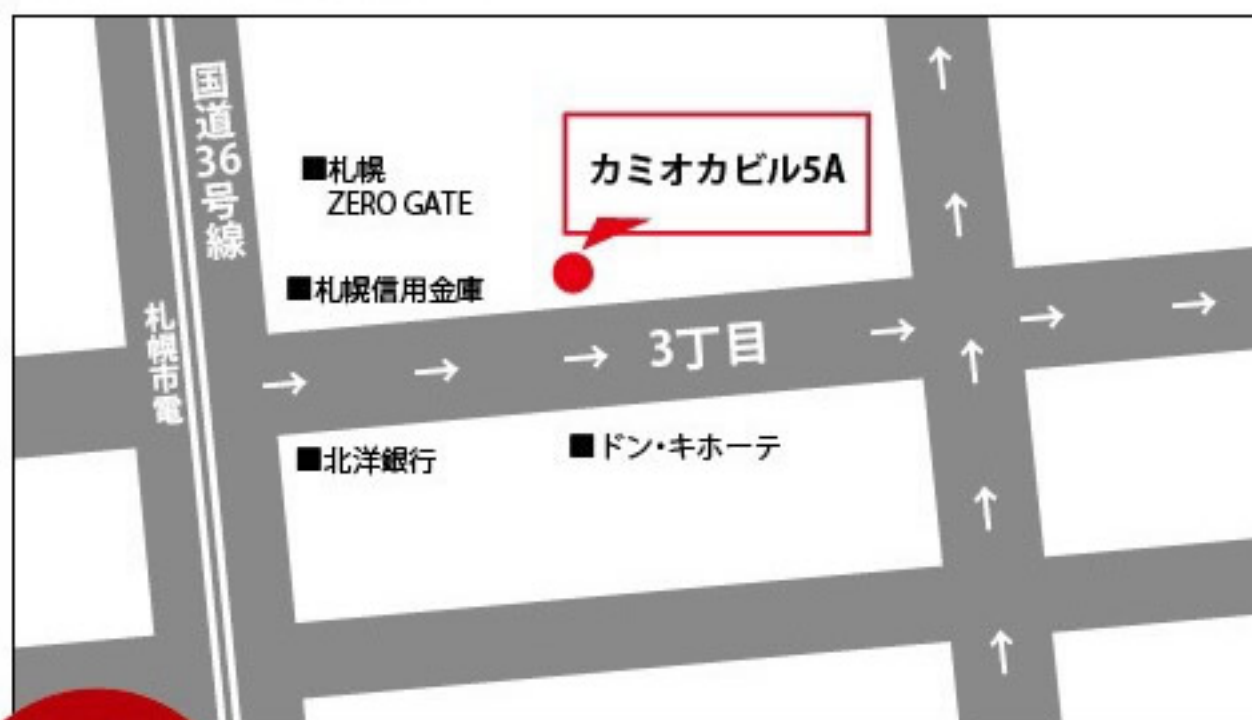 国道36号線
札幌市電
■札幌
ZERO GATE
カミオカビル5A
■札幌信用金庫
→ → → 3丁目 → → →
■北洋銀行
■ドン・キホーテ